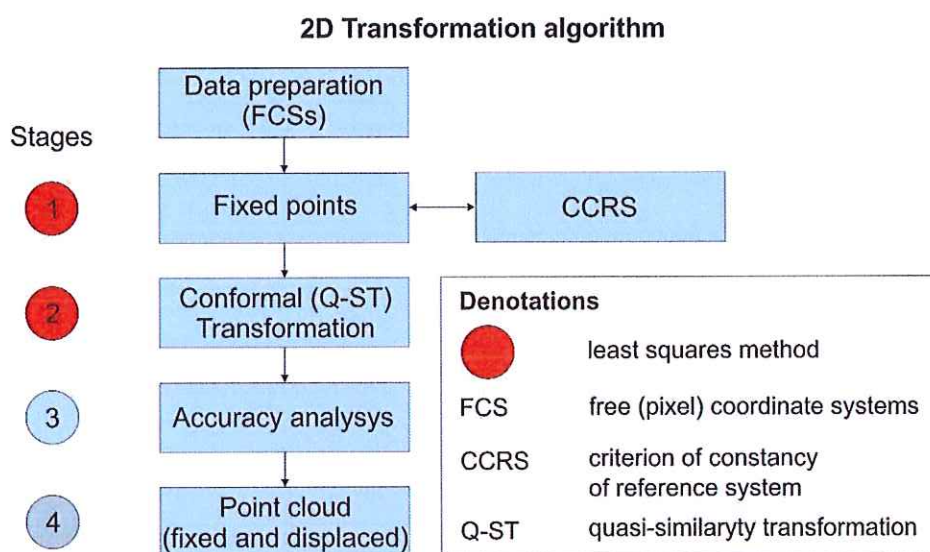 2D Transformation algorithm
Data preparation
(FCSs)
Stages
1
Fixed points
CCRS
2
Conformal (Q-ST)
Transformation
3
Accuracy analysys
4
Point cloud
(fixed and displaced)
Denotations
least squares method
FCS free (pixel) coordinate systems
CCRS criterion of constancy
of reference system
Q-ST quasi-similaryty transformation